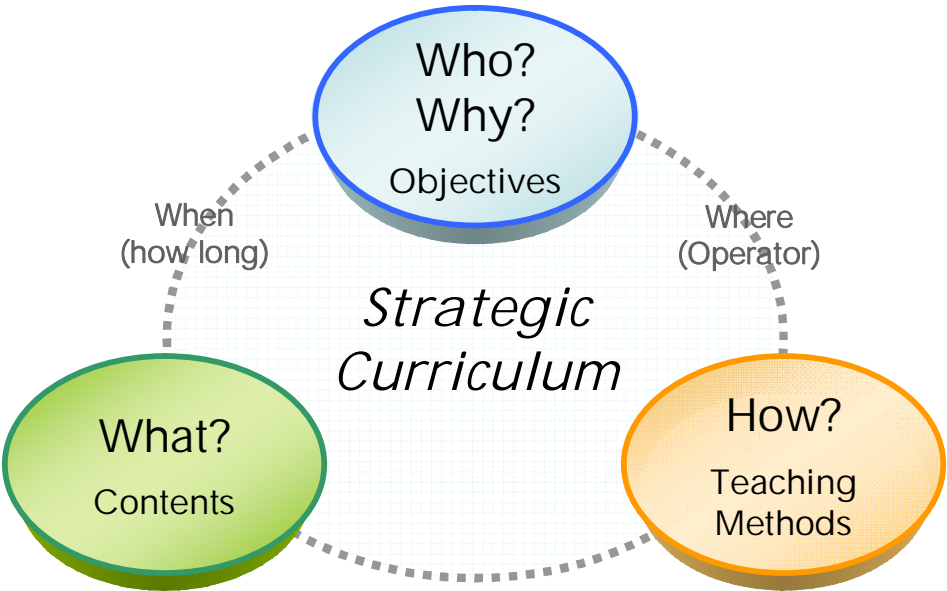 Who?
Why?
Objectives
When
(how long)
Where
(Operator)
Strategic
Curriculum
What?
Contents
How?
Teaching
Methods